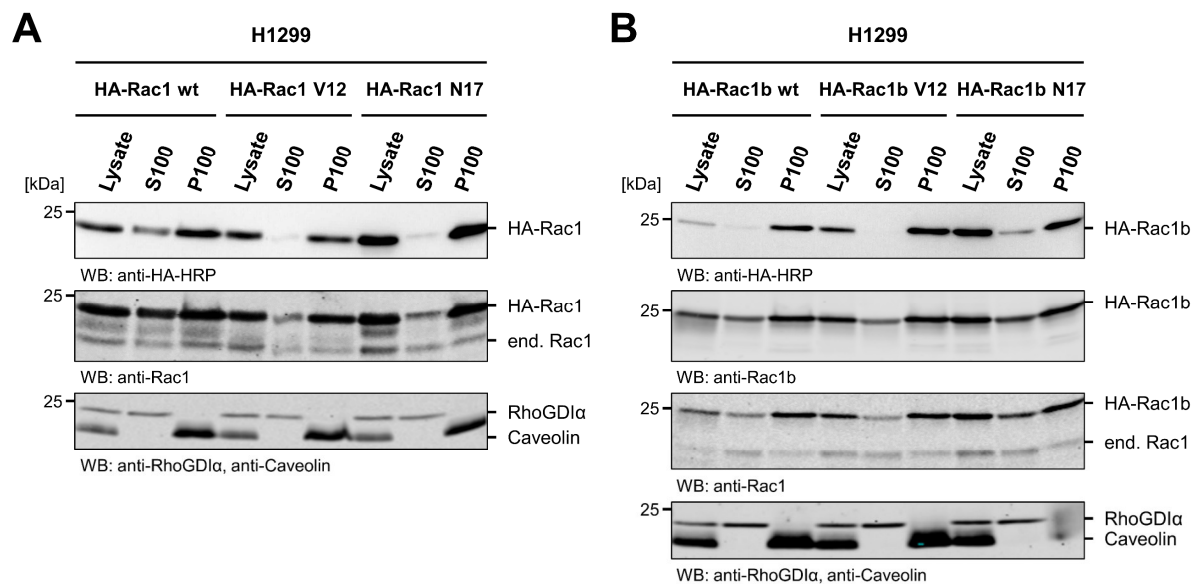 A
H1299
HA-Rac1 wt HA-Rac1 V12 HA-Rac1 N17
Lysate S100 P100 Lysate S100 P100 Lysate S100 P100
[kDa]
25
HA-Rac1
WB: anti-HA-HRP
25
HA-Rac1
end. Rac1
WB: anti-Rac1
25
RhoGDIα
Caveolin
WB: anti-RhoGDIα, anti-Caveolin
B
H1299
HA-Rac1b wt HA-Rac1b V12 HA-Rac1b N17
Lysate S100 P100 Lysate S100 P100 Lysate S100 P100
[kDa]
25
HA-Rac1b
WB: anti-HA-HRP
25
HA-Rac1b
WB: anti-Rac1b
25
HA-Rac1b
end. Rac1
WB: anti-Rac1
25
RhoGDIα
Caveolin
WB: anti-RhoGDIα, anti-Caveolin